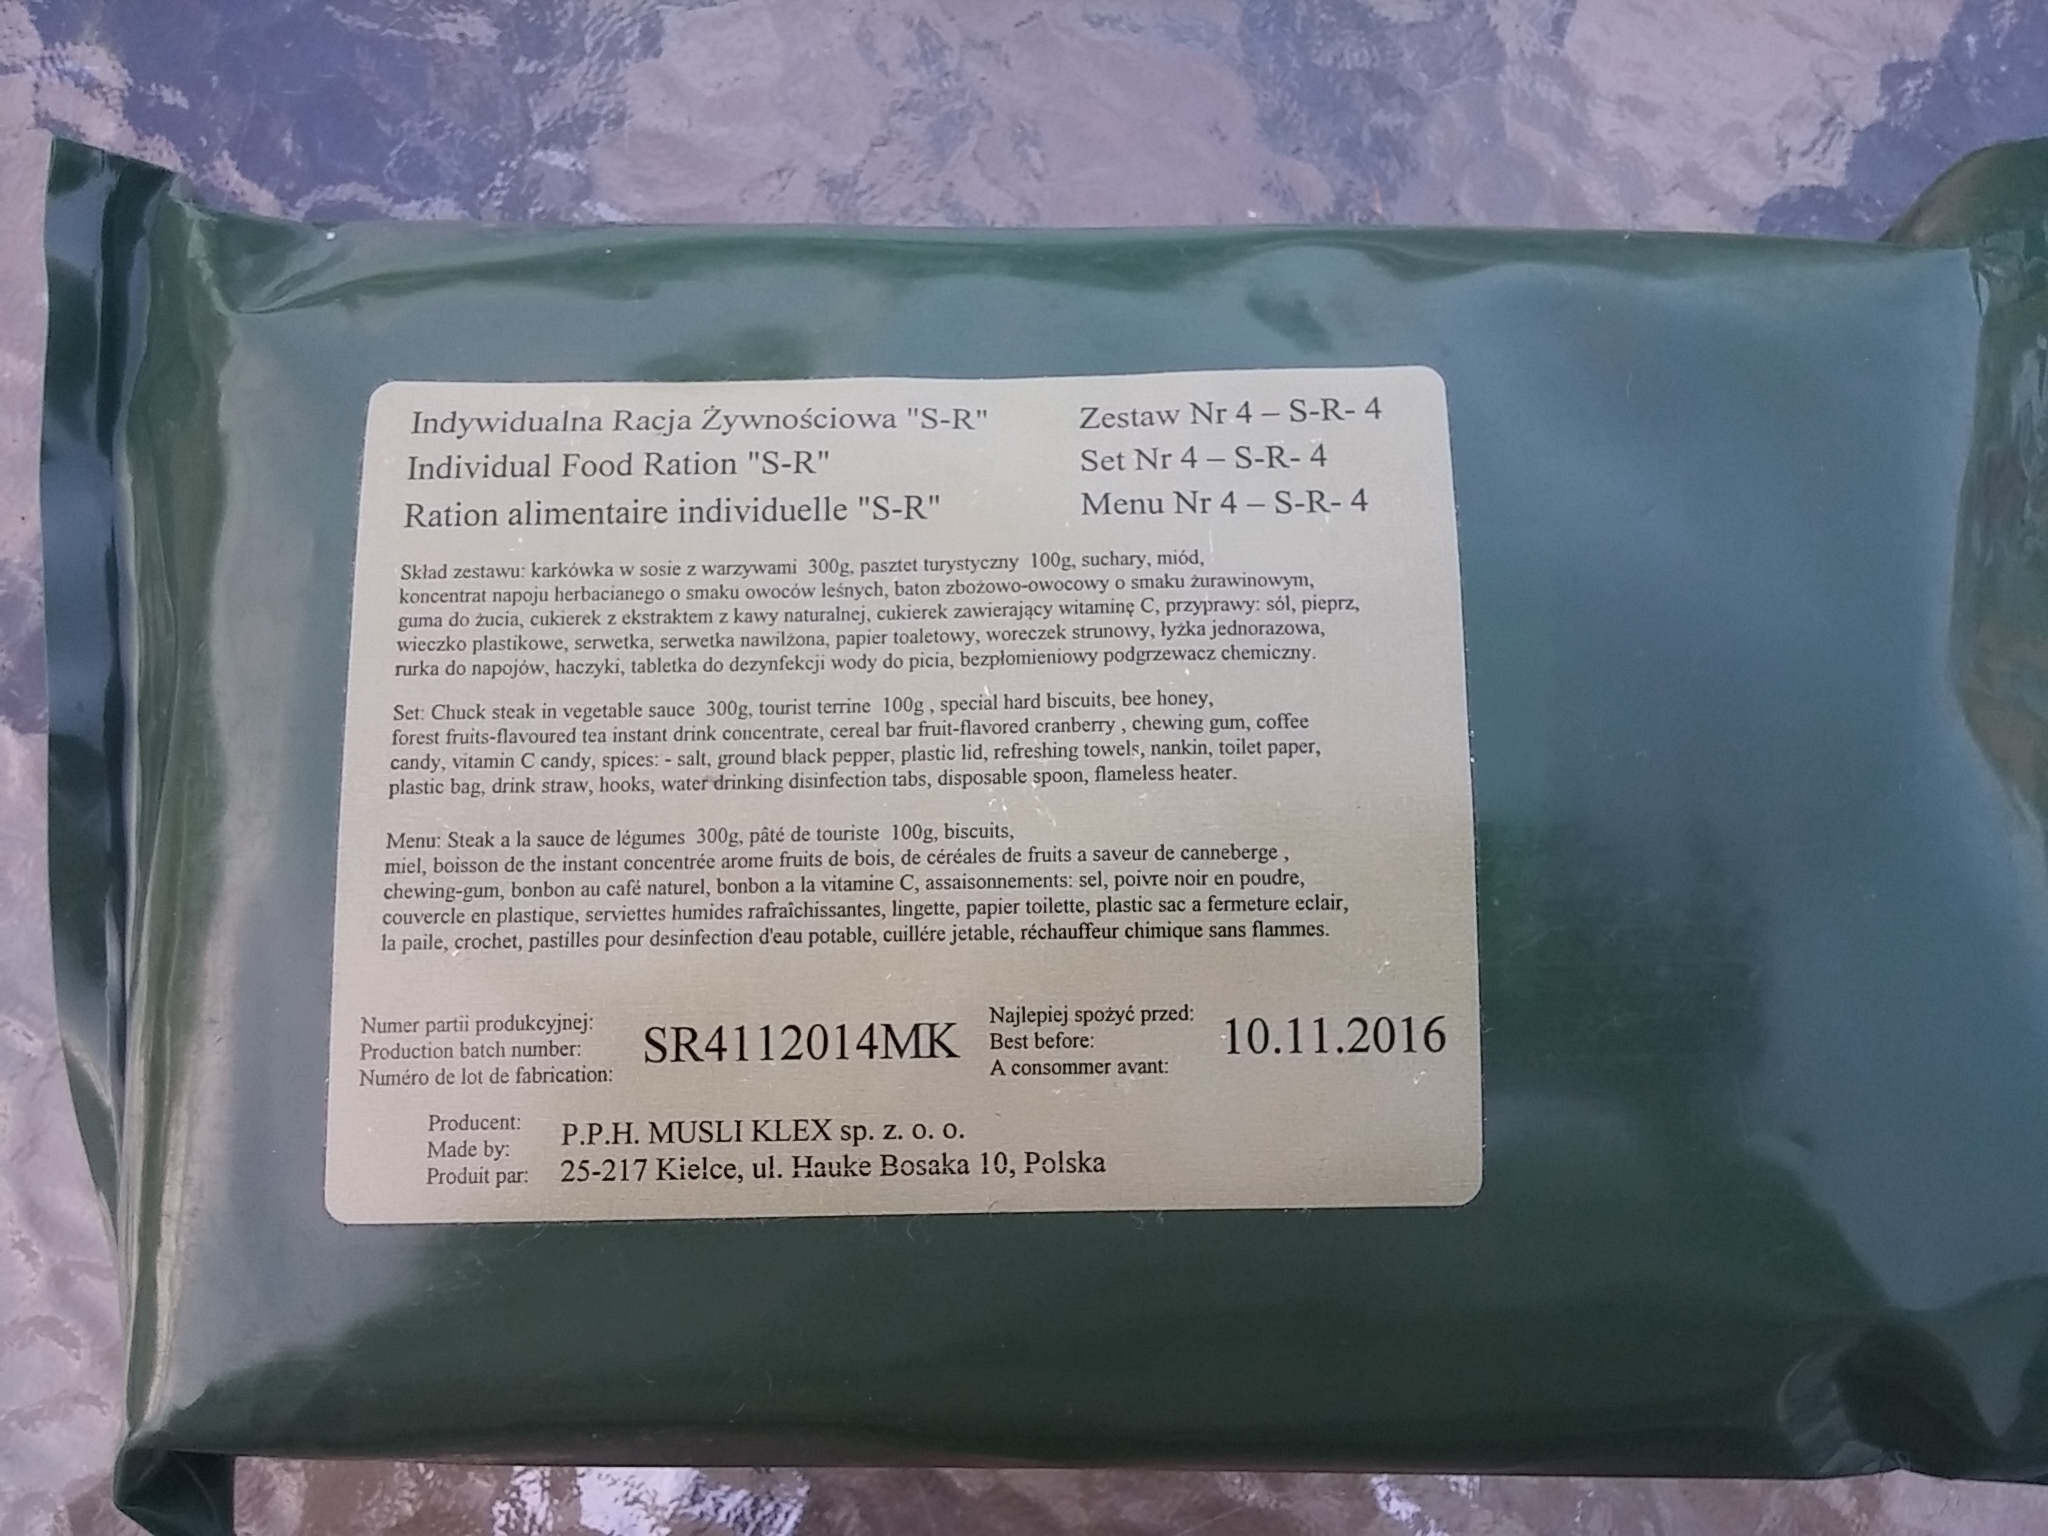 Indywidualna Racja Żywnościowa "S-R"
Individual Food Ration "S-R"
Ration alimentaire individuelle "S-R"
Zestaw Nr 4 – S-R- 4
Set Nr 4 – S-R- 4
Menu Nr 4 – S-R- 4
Skład zestawu: karkówka w sosie z warzywami 300g, pasztet turystyczny 100g, suchary, miód,
koncentrat napoju herbacianego o smaku owoców leśnych, baton zbożowo-owocowy o smaku żurawinowym,
guma do żucia, cukierek z ekstraktem z kawy naturalnej, cukierek zawierający witaminę C, przyprawy: sól, pieprz,
wieczko plastikowe, serwetka, serwetka nawilżona, papier toaletowy, woreczek strunowy, łyżka jednorazowa,
rurka do napojów, haczyki, tabletka do dezynfekcji wody do picia, bezpłomieniowy podgrzewacz chemiczny.
Set: Chuck steak in vegetable sauce 300g, tourist terrine 100g , special hard biscuits, bee honey,
forest fruits-flavoured tea instant drink concentrate, cereal bar fruit-flavored cranberry , chewing gum, coffee
candy, vitamin C candy, spices: - salt, ground black pepper, plastic lid, refreshing towels, nankin, toilet paper,
plastic bag, drink straw, hooks, water drinking disinfection tabs, disposable spoon, flameless heater.
Menu: Steak a la sauce de légumes 300g, pâté de touriste 100g, biscuits,
miel, boisson de the instant concentrée arome fruits de bois, de céréales de fruits a saveur de canneberge ,
chewing-gum, bonbon au café naturel, bonbon a la vitamine C, assaisonnements: sel, poivre noir en poudre,
couvercle en plastique, serviettes humides rafraîchissantes, lingette, papier toilette, plastic sac a fermeture eclair,
la paile, crochet, pastilles pour desinfection d'eau potable, cuillére jetable, réchauffeur chimique sans flammes.
Numer partii produkcyjnej:
Production batch number:
Numéro de lot de fabrication:
SR4112014MK
Najlepiej spożyć przed:
Best before:
A consommer avant:
10.11.2016
Producent:
Made by:
Produit par:
P.P.H. MUSLI KLEX sp. z. o. o.
25-217 Kielce, ul. Hauke Bosaka 10, Polska